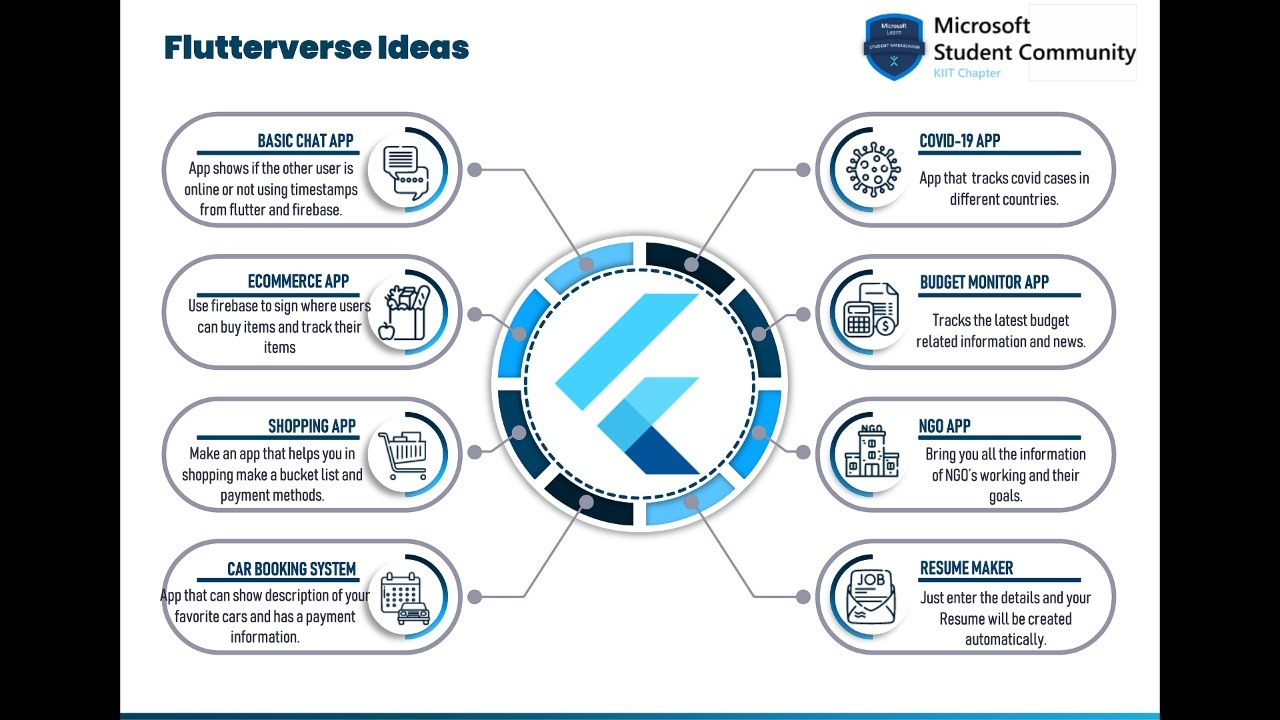 Flutterverse Ideas
Microsoft
Learn
STUDENT AMBASSADOR
Microsoft
Student Community
KIIT Chapter
BASIC CHAT APP
App shows if the other user is
online or not using timestamps
from flutter and firebase.
ECOMMERCE APP
Use firebase to sign where users
can buy items and track their
items
SHOPPING APP
Make an app that helps you in
shopping make a bucket list and
payment methods.
CAR BOOKING SYSTEM
App that can show description of your
favorite cars and has a payment
information.
COVID-19 APP
App that tracks covid cases in
different countries.
BUDGET MONITOR APP
Tracks the latest budget
related information and news.
NGO
NGO APP
Bring you all the information
of NGO's working and their
goals.
JOB
RESUME MAKER
Just enter the details and your
Resume will be created
automatically.